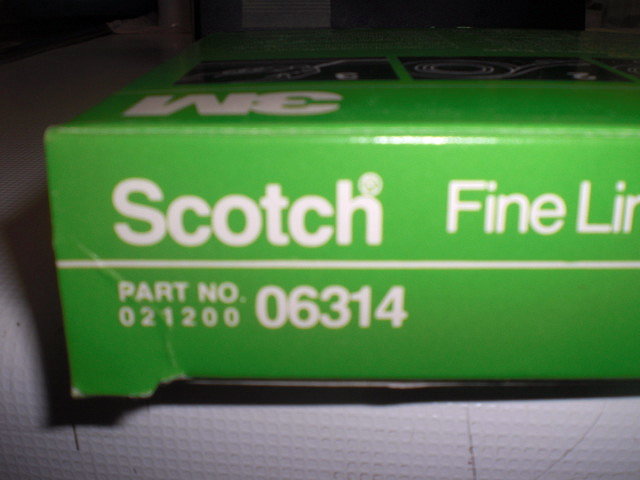 3M
Scotch® Fine Lin
PART NO.
021200 06314